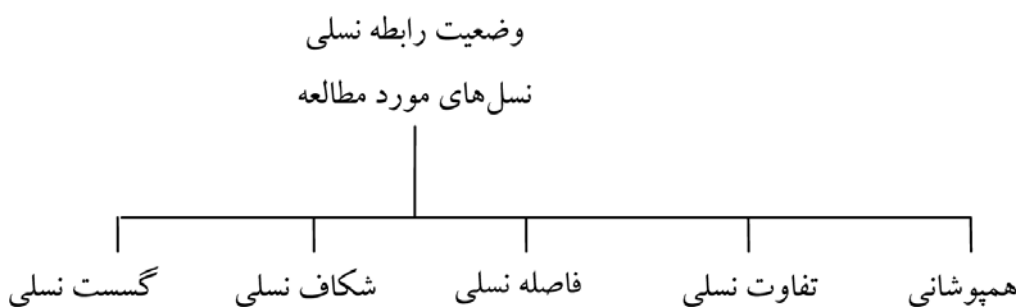 وضعیت رابطه نسلی
نسل‌های مورد مطالعه
همپوشانی تفاوت نسلی فاصله نسلی شکاف نسلی گسست نسلی